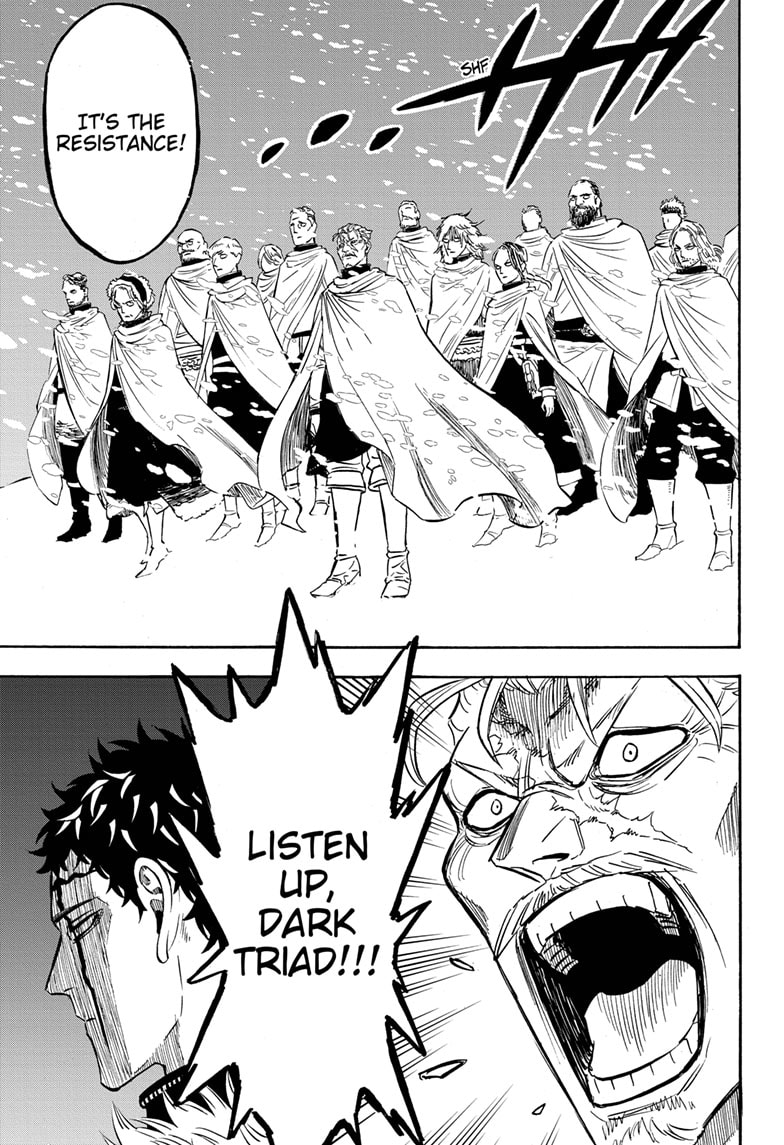 IT'S THE
RESISTANCE!
SHF
LISTEN
UP,
DARK
TRIAD!!!